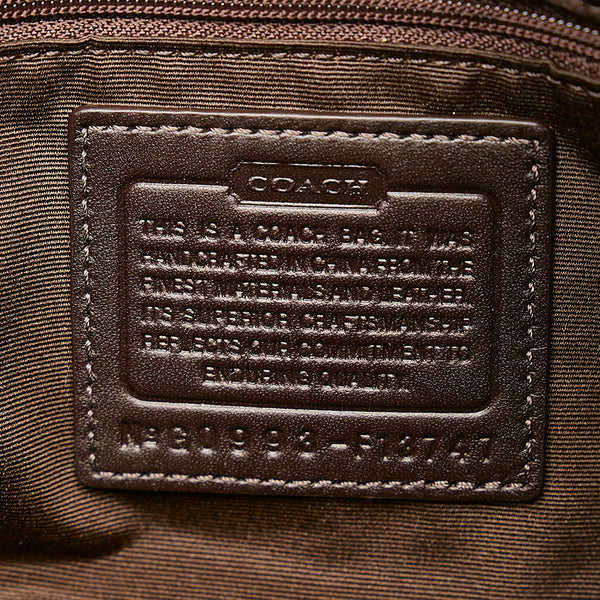 COACH
THIS IS A COACH BAG. IT WAS
HANDCRAFTED IN CHINA FROM THE
FINEST MATERIALS AND LEATHER.
ITS SUPERIOR CRAFTSMANSHIP
REFLECTS OUR COMMITMENT TO
ENDURING QUALITY.
Nº G0993-F13747